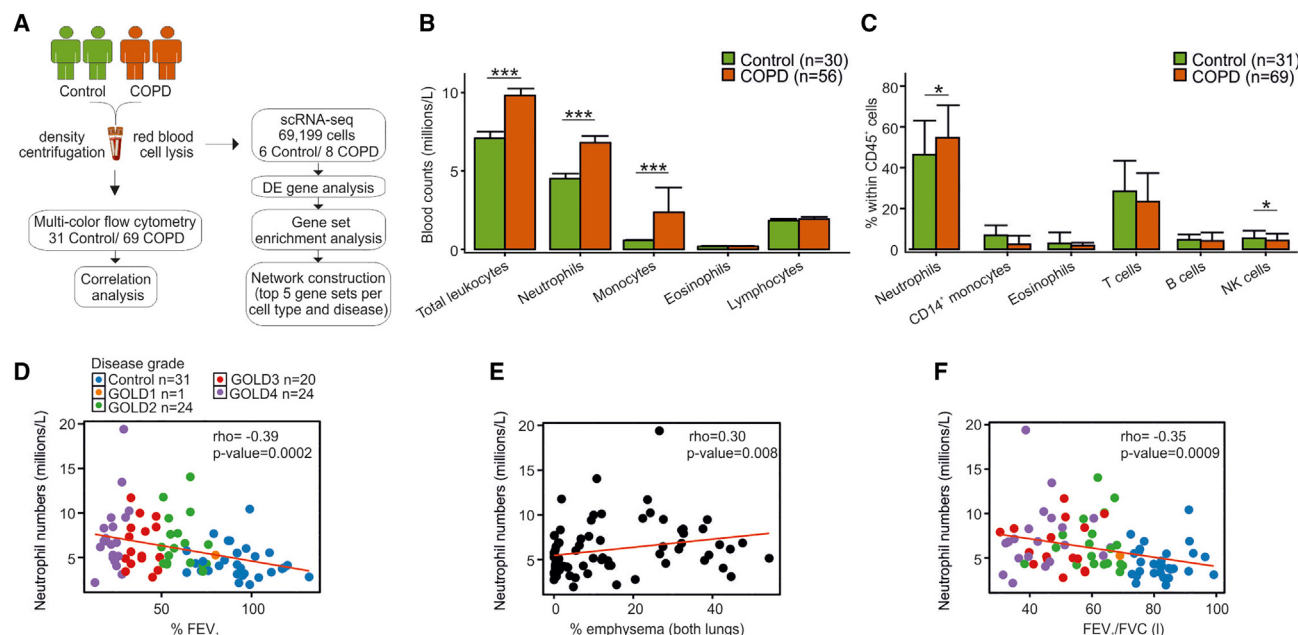 A
Control
COPD
density
centrifugation
red blood
cell lysis
Multi-color flow cytometry
31 Control/ 69 COPD
Correlation
analysis
scRNA-seq
69,199 cells
6 Control/ 8 COPD
DE gene analysis
Gene set
enrichment analysis
Network construction
(top 5 gene sets per
cell type and disease)
B
Control (n=30)
COPD (n=56)
Blood counts (millions/L)
10
5
0
***
***
***
Total leukocytes
Neutrophils
Monocytes
Eosinophils
Lymphocytes
C
Control (n=31)
COPD (n=69)
% within CD45⁺ cells
80
60
40
20
0
*
*
Neutrophils
CD14⁺ monocytes
Eosinophils
T cells
B cells
NK cells
D
Disease grade
Control n=31
GOLD1 n=1
GOLD2 n=24
GOLD3 n=20
GOLD4 n=24
Neutrophil numbers (millions/L)
20
15
10
5
rho= -0.39
p-value=0.0002
50
100
% FEV.
E
Neutrophil numbers (millions/L)
20
15
10
5
0
rho=0.30
p-value=0.008
0
20
40
% emphysema (both lungs)
F
Neutrophil numbers (millions/L)
20
15
10
5
0
rho= -0.35
p-value=0.0009
40
60
80
100
FEV./FVC (l)